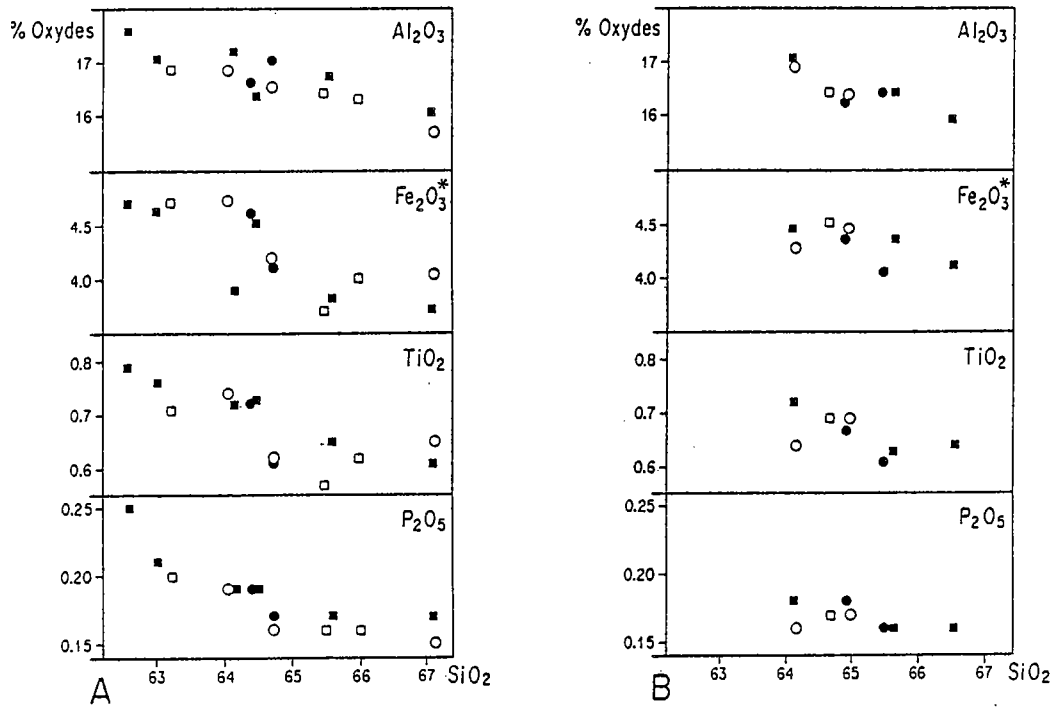 % Oxydes
Al₂O₃
17
16
Fe₂O₃*
4.5
4.0
TiO₂
0.8
0.7
0.6
P₂O₅
0.25
0.20
0.15
63 64 65 66 67 SiO₂
A
% Oxydes
Al₂O₃
17
16
Fe₂O₃*
4.5
4.0
TiO₂
0.8
0.7
0.6
P₂O₅
0.25
0.20
0.15
63 64 65 66 67 SiO₂
B